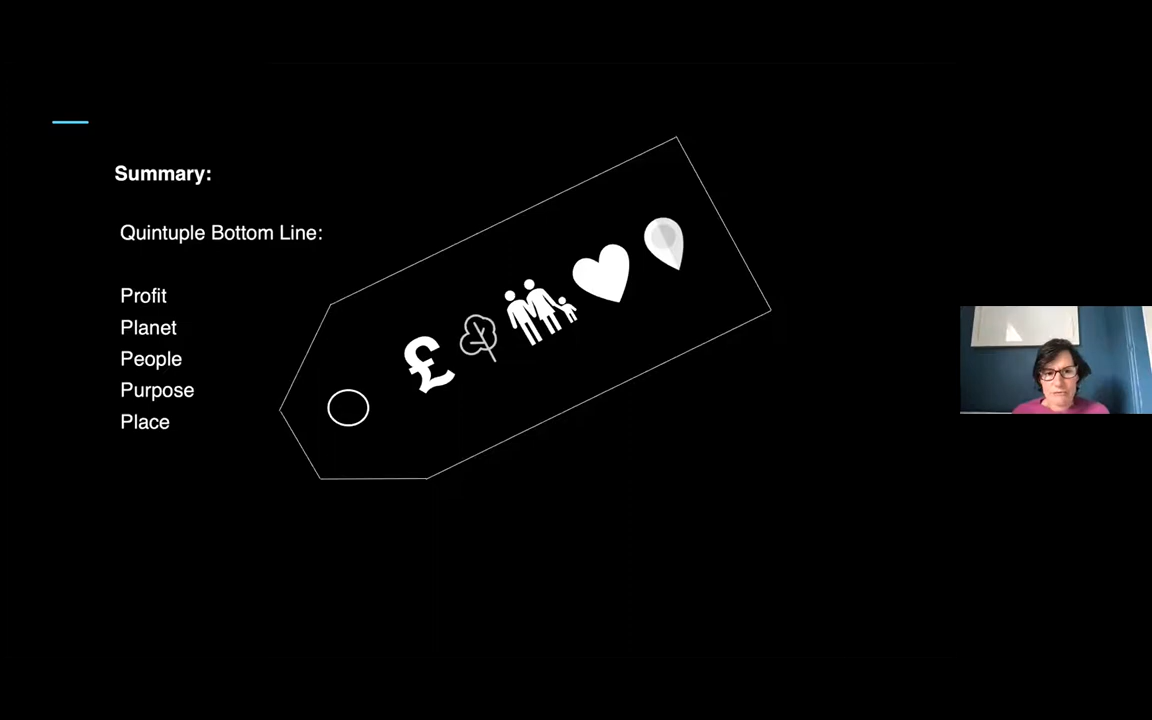 Summary:
Quintuple Bottom Line:
Profit
Planet
People
Purpose
Place
£